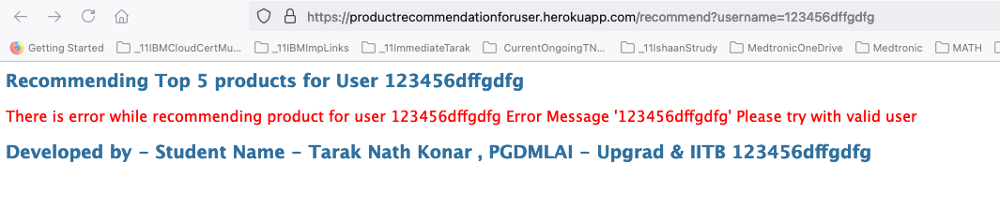 https://productrecommendationforuser.herokuapp.com/recommend?username=123456dffgdfg
Getting Started _11IBMCloudCertMu... _11IBMImpLinks _11ImmediateTarak CurrentOngoingTN... _11IshaanStrudy MedtronicOneDrive Medtronic MATH
Recommending Top 5 products for User 123456dffgdfg
There is error while recommending product for user 123456dffgdfg Error Message '123456dffgdfg' Please try with valid user
Developed by - Student Name - Tarak Nath Konar , PGDMLAI - Upgrad & IITB 123456dffgdfg